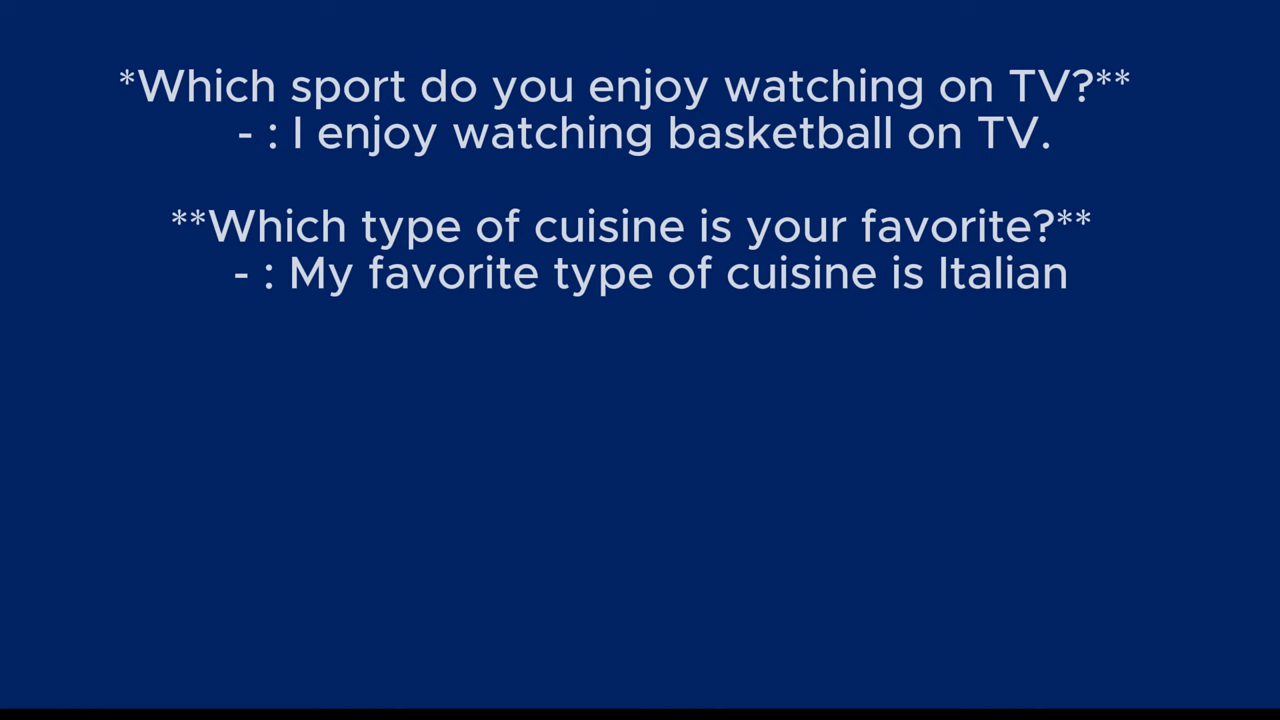 *Which sport do you enjoy watching on TV?**
- : I enjoy watching basketball on TV.
**Which type of cuisine is your favorite?**
- : My favorite type of cuisine is Italian